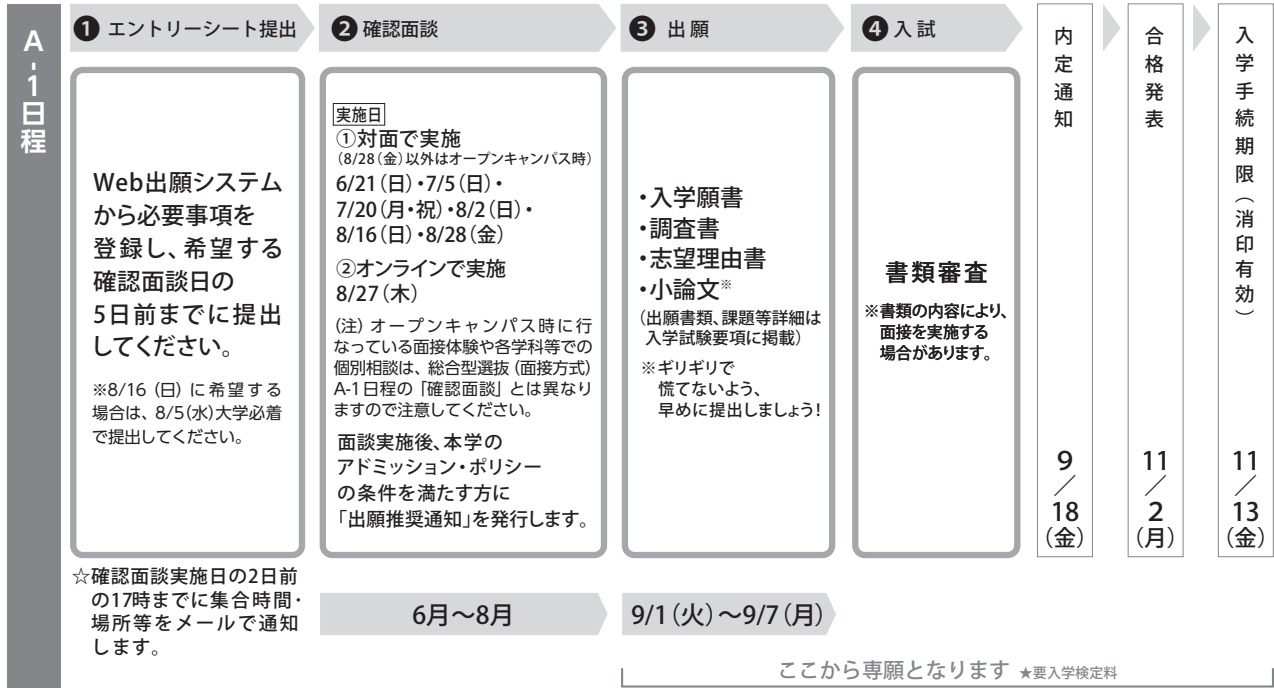 A-1日程
❶ エントリーシート提出
Web出願システム
から必要事項を
登録し、希望する
確認面談日の
5日前までに提出
してください。
※8/16(日)に希望する
場合は、8/5(水)大学必着
で提出してください。
☆確認面談実施日の2日前
の17時までに集合時間・
場所等をメールで通知
します。
❷ 確認面談
実施日
①対面で実施
(8/28(金)以外はオープンキャンパス時)
6/21(日)・7/5(日)・
7/20(月・祝)・8/2(日)・
8/16(日)・8/28(金)
②オンラインで実施
8/27(木)
(注)オープンキャンパス時に行
なっている面接体験や各学科等での
個別相談は、総合型選抜(面接方式)
A-1日程の「確認面談」とは異なり
ますので注意してください。
面談実施後、本学の
アドミッション・ポリシー
の条件を満たす方に
「出願推奨通知」を発行します。
6月〜8月
❸ 出願
・入学願書
・調査書
・志望理由書
・小論文※
(出願書類、課題等詳細は
入学試験要項に掲載)
※ギリギリで
慌てないよう、
早めに提出しましょう!
9/1(火)〜9/7(月)
❹ 入試
書類審査
※書類の内容により、
面接を実施する
場合があります。
内定通知
9/18(金)
合格発表
11/2(月)
入学手続期限(消印有効)
11/13(金)
ここから専願となります ★要入学検定料